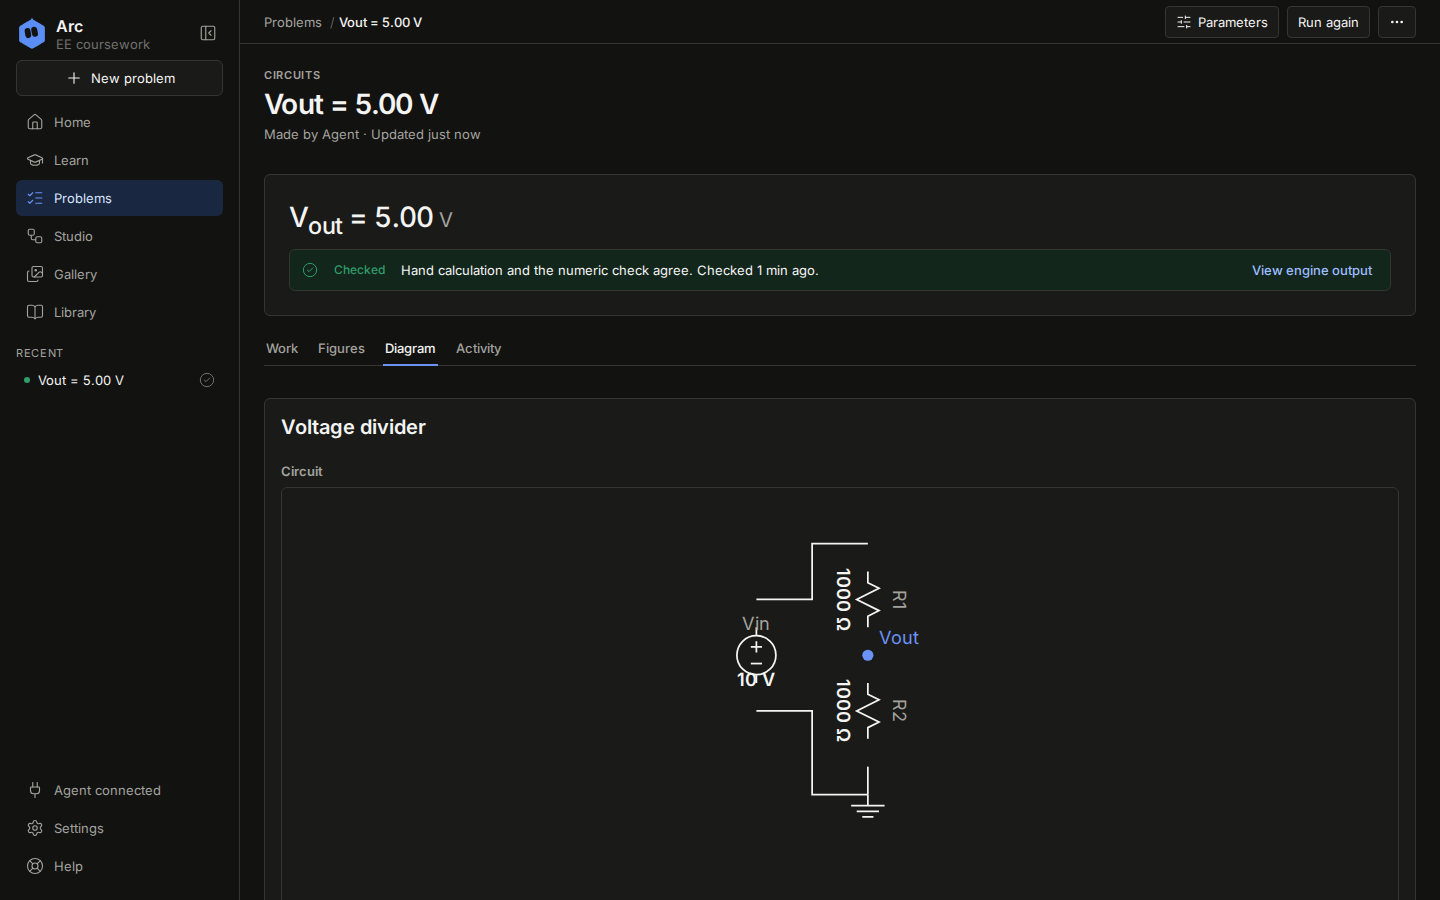 Arc
EE coursework
New problem
Home
Learn
Problems
Studio
Gallery
Library
RECENT
Vout = 5.00 V
Agent connected
Settings
Help
Problems / Vout = 5.00 V
Parameters
Run again
CIRCUITS
Vout = 5.00 V
Made by Agent · Updated just now
Vout = 5.00 V
Checked Hand calculation and the numeric check agree. Checked 1 min ago. View engine output
Work Figures Diagram Activity
Voltage divider
Circuit
1000 Ω
R1
Vin
Vout
10 V
1000 Ω
R2